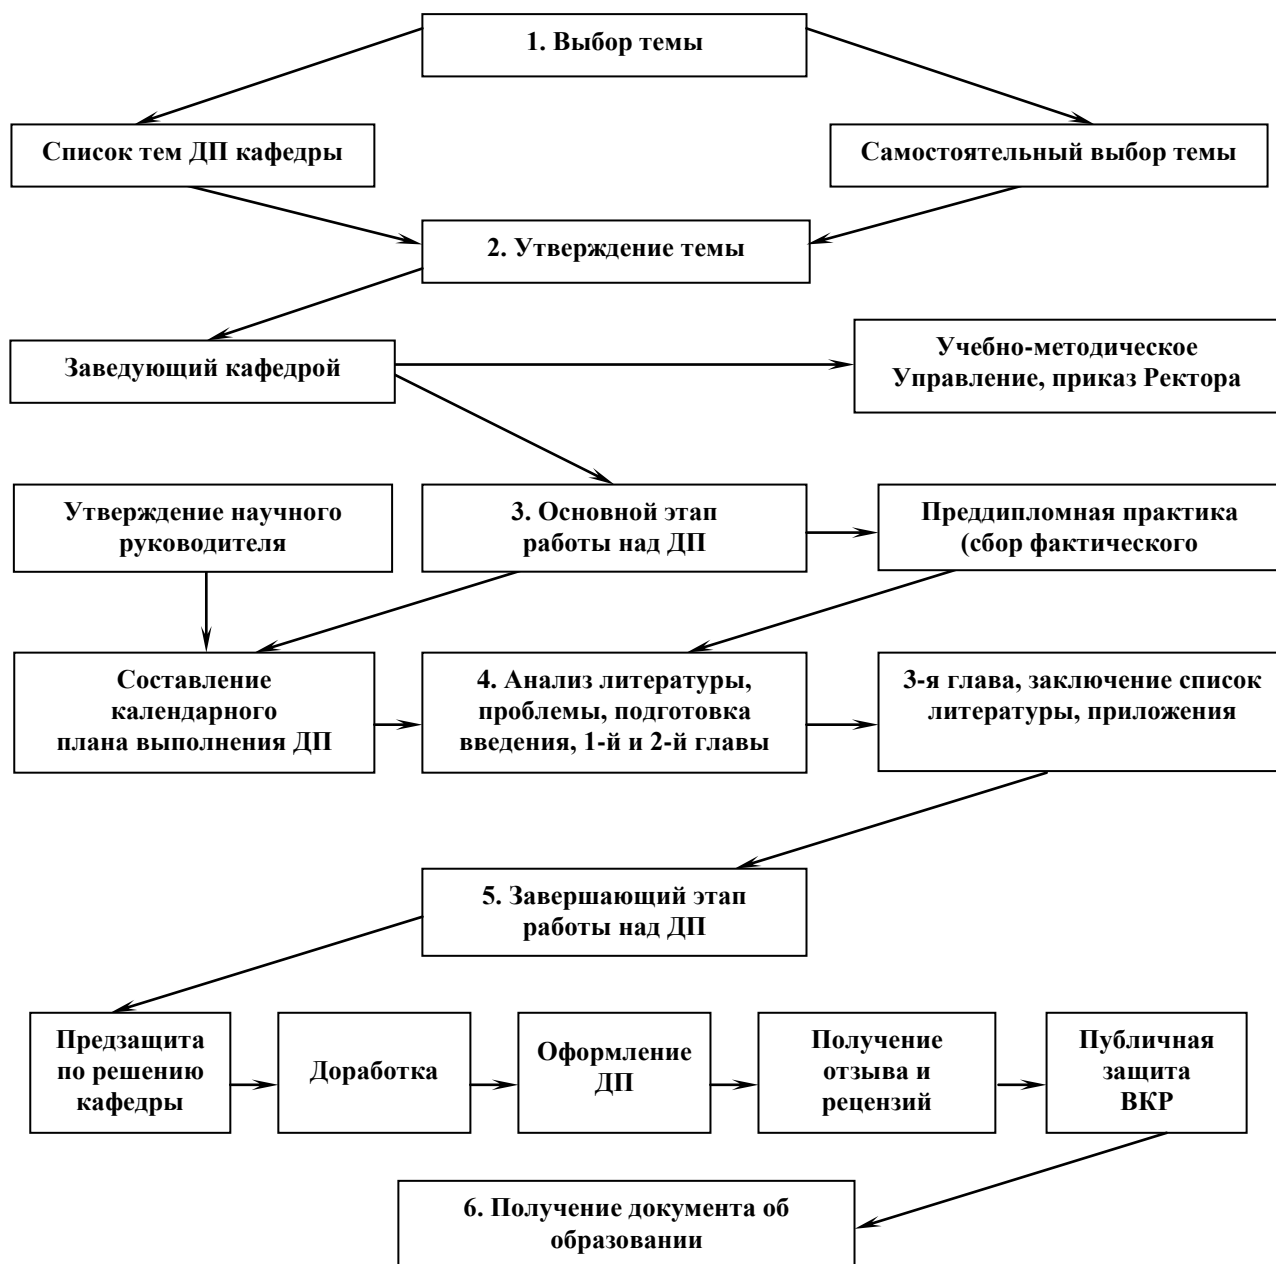 1. Выбор темы
Список тем ДП кафедры
Самостоятельный выбор темы
2. Утверждение темы
Заведующий кафедрой
Учебно-методическое
Управление, приказ Ректора
Утверждение научного
руководителя
3. Основной этап
работы над ДП
Преддипломная практика
(сбор фактического
Составление
календарного
плана выполнения ДП
4. Анализ литературы,
проблемы, подготовка
введения, 1-й и 2-й главы
3-я глава, заключение список
литературы, приложения
5. Завершающий этап
работы над ДП
Предзащита
по решению
кафедры
Доработка
Оформление
ДП
Получение
отзыва и
рецензий
Публичная
защита
ВКР
6. Получение документа об
образовании